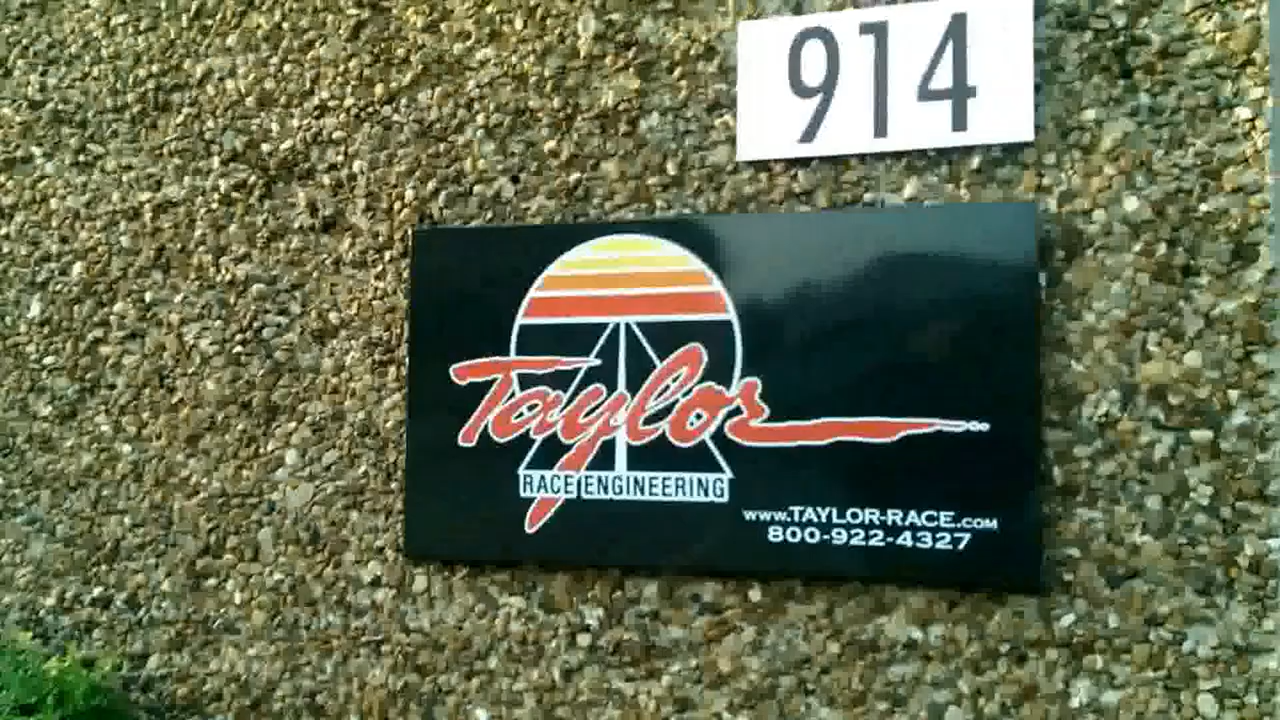 914
Taylor
RACE ENGINEERING
www.TAYLOR-RACE.COM
800-922-4327